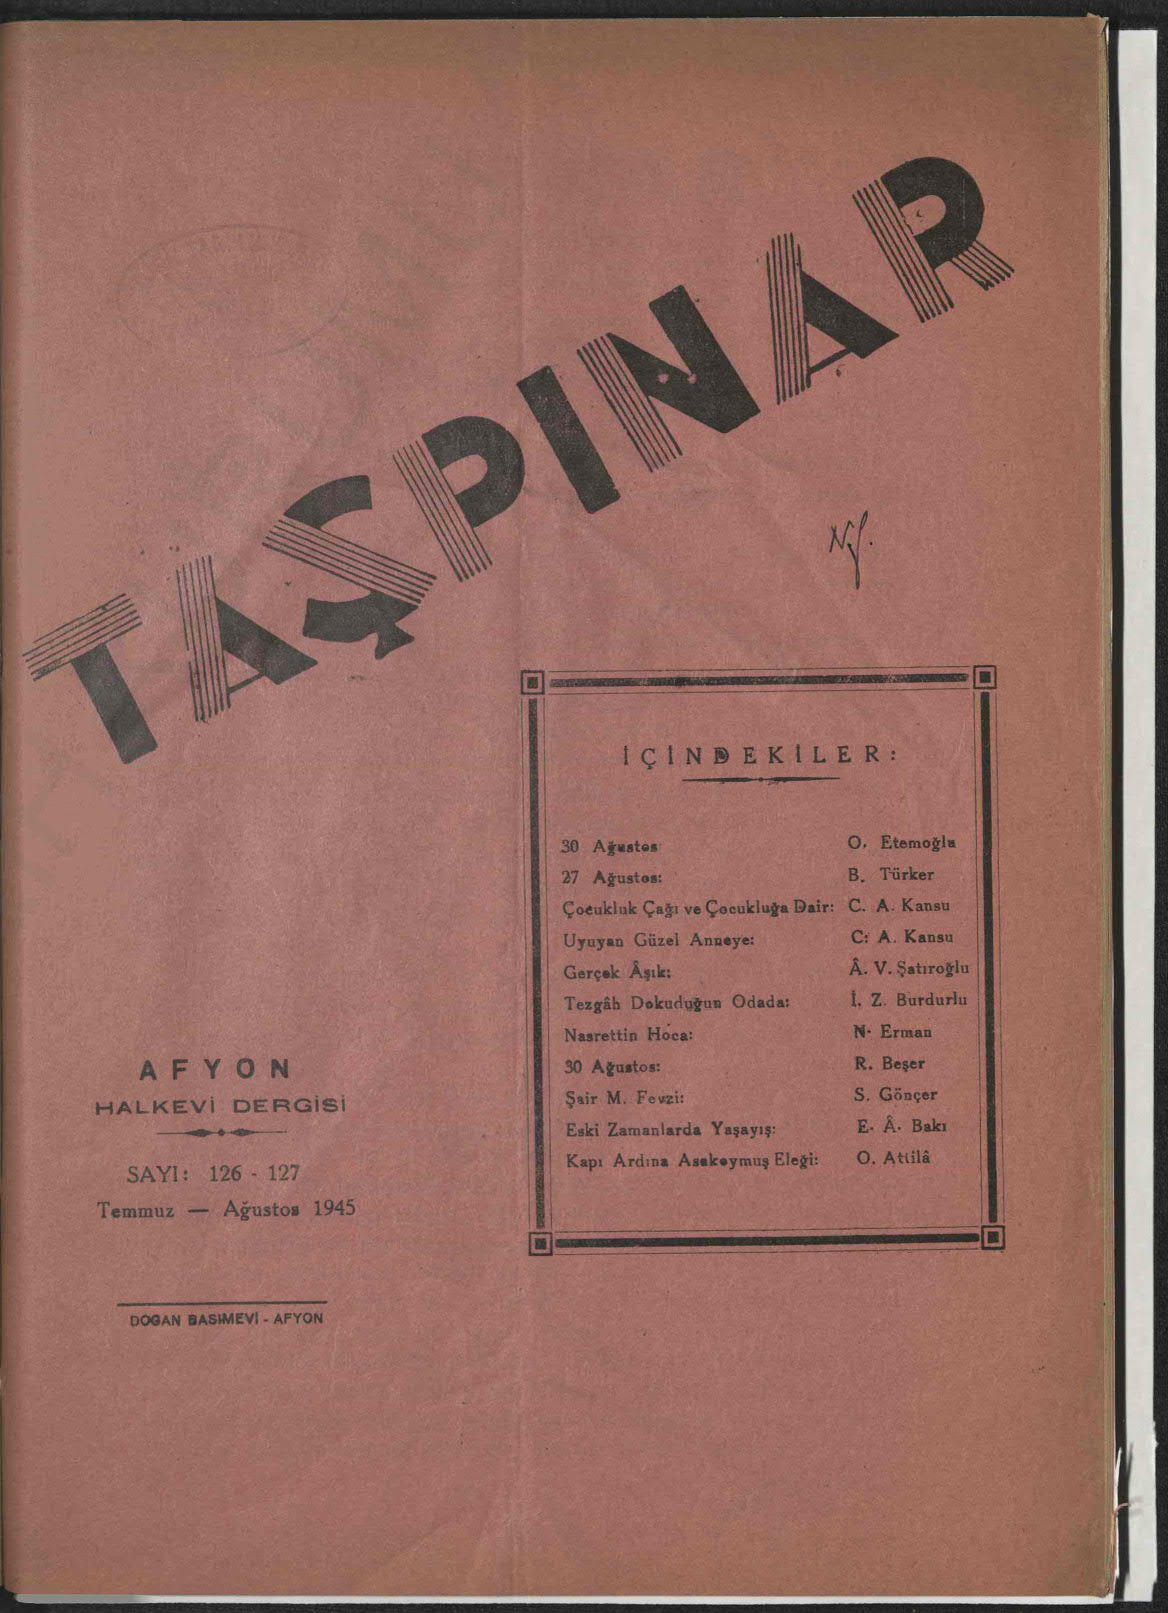 TAŞPINAR
N.f.
İÇİNDEKİLER:
30 Ağustos O. Etemoğlu
27 Ağustos: B. Türker
Çocukluk Çağı ve Çocukluğa Dair: C. A. Kansu
Uyuyan Güzel Anneye: C: A. Kansu
Gerçek Âşık: Â. V. Şatıroğlu
Tezgâh Dokuduğun Odada: İ. Z. Burdurlu
Nasrettin Hoca: N. Erman
30 Ağustos: R. Beşer
Şair M. Fevzi: S. Gönçer
Eski Zamanlarda Yaşayış: E. Â. Bakı
Kapı Ardına Asakoymuş Eleği: O. Attilâ
AFYON
HALKEVİ DERGİSİ
SAYI: 126 - 127
Temmuz — Ağustos 1945
DOĞAN BASIMEVİ - AFYON